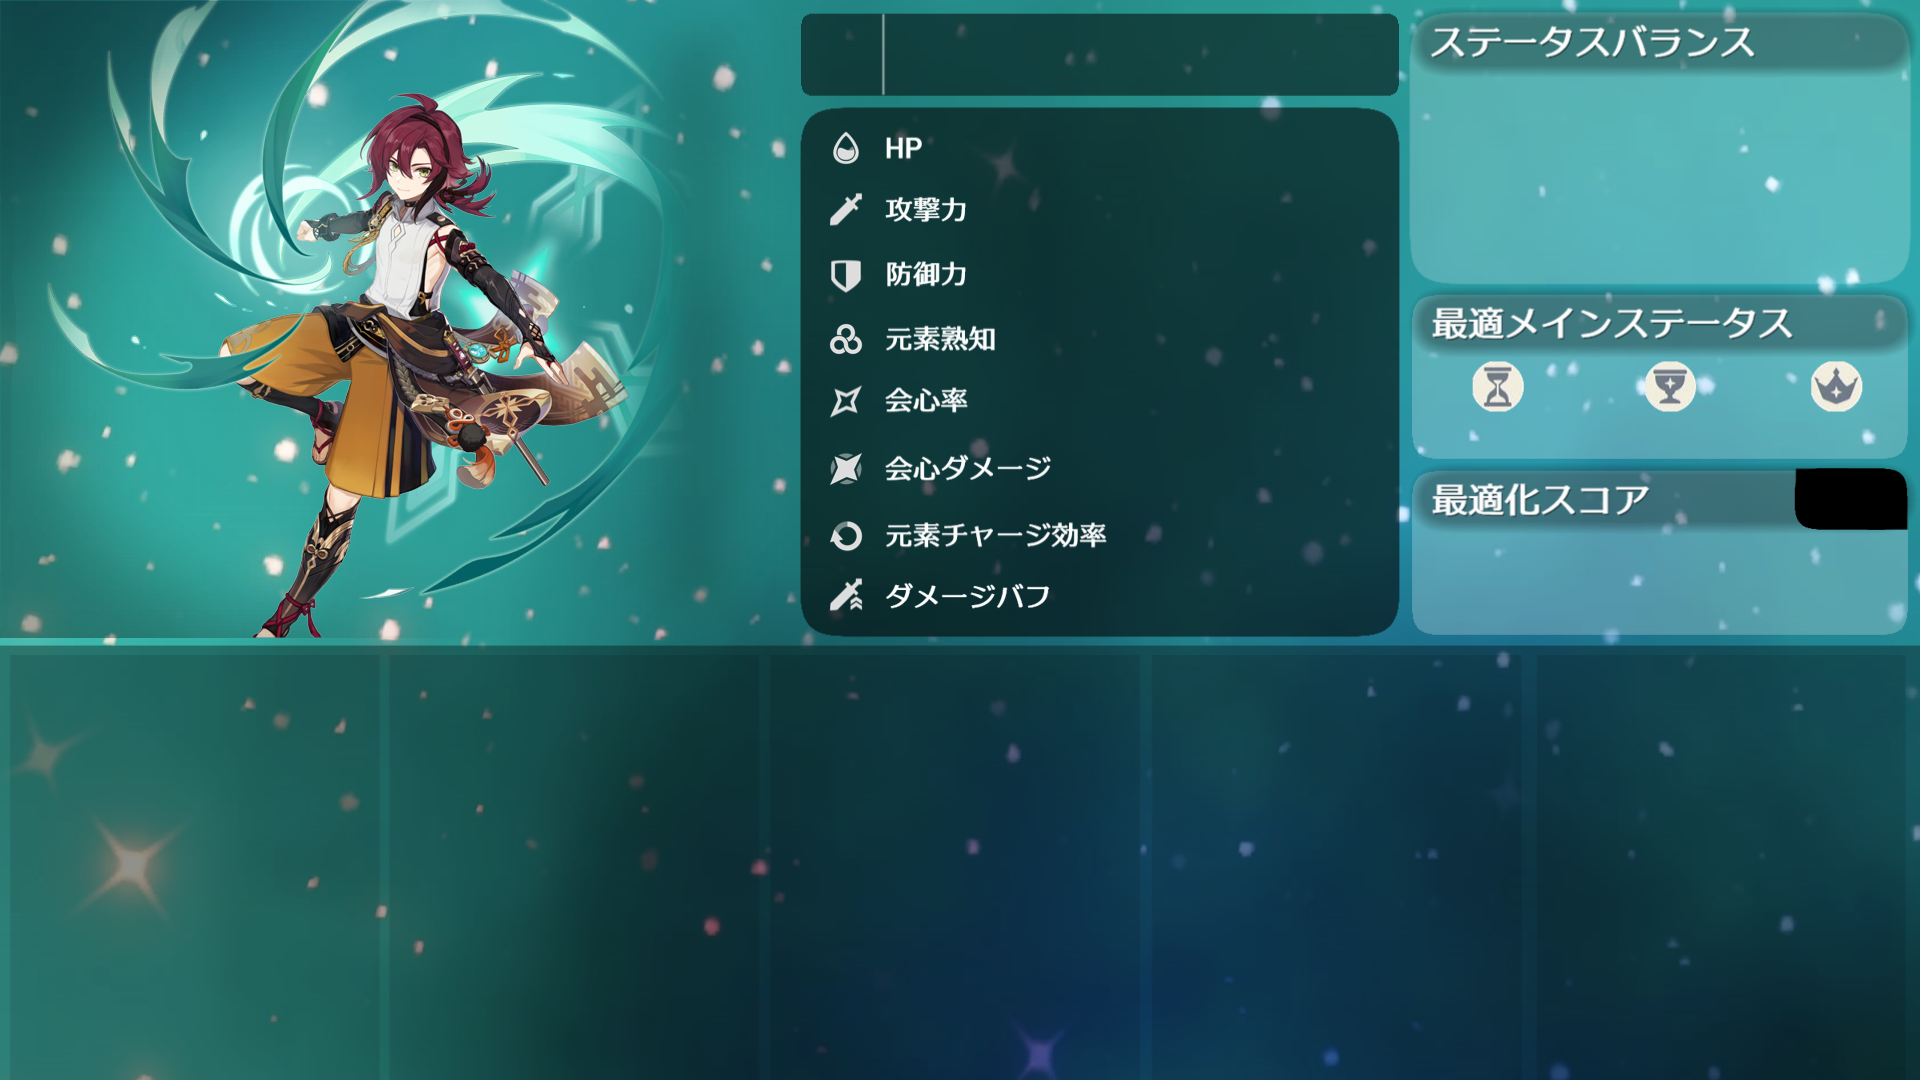 HP
攻撃力
防御力
元素熟知
会心率
会心ダメージ
元素チャージ効率
ダメージバフ
ステータスバランス
最適メインステータス
最適化スコア